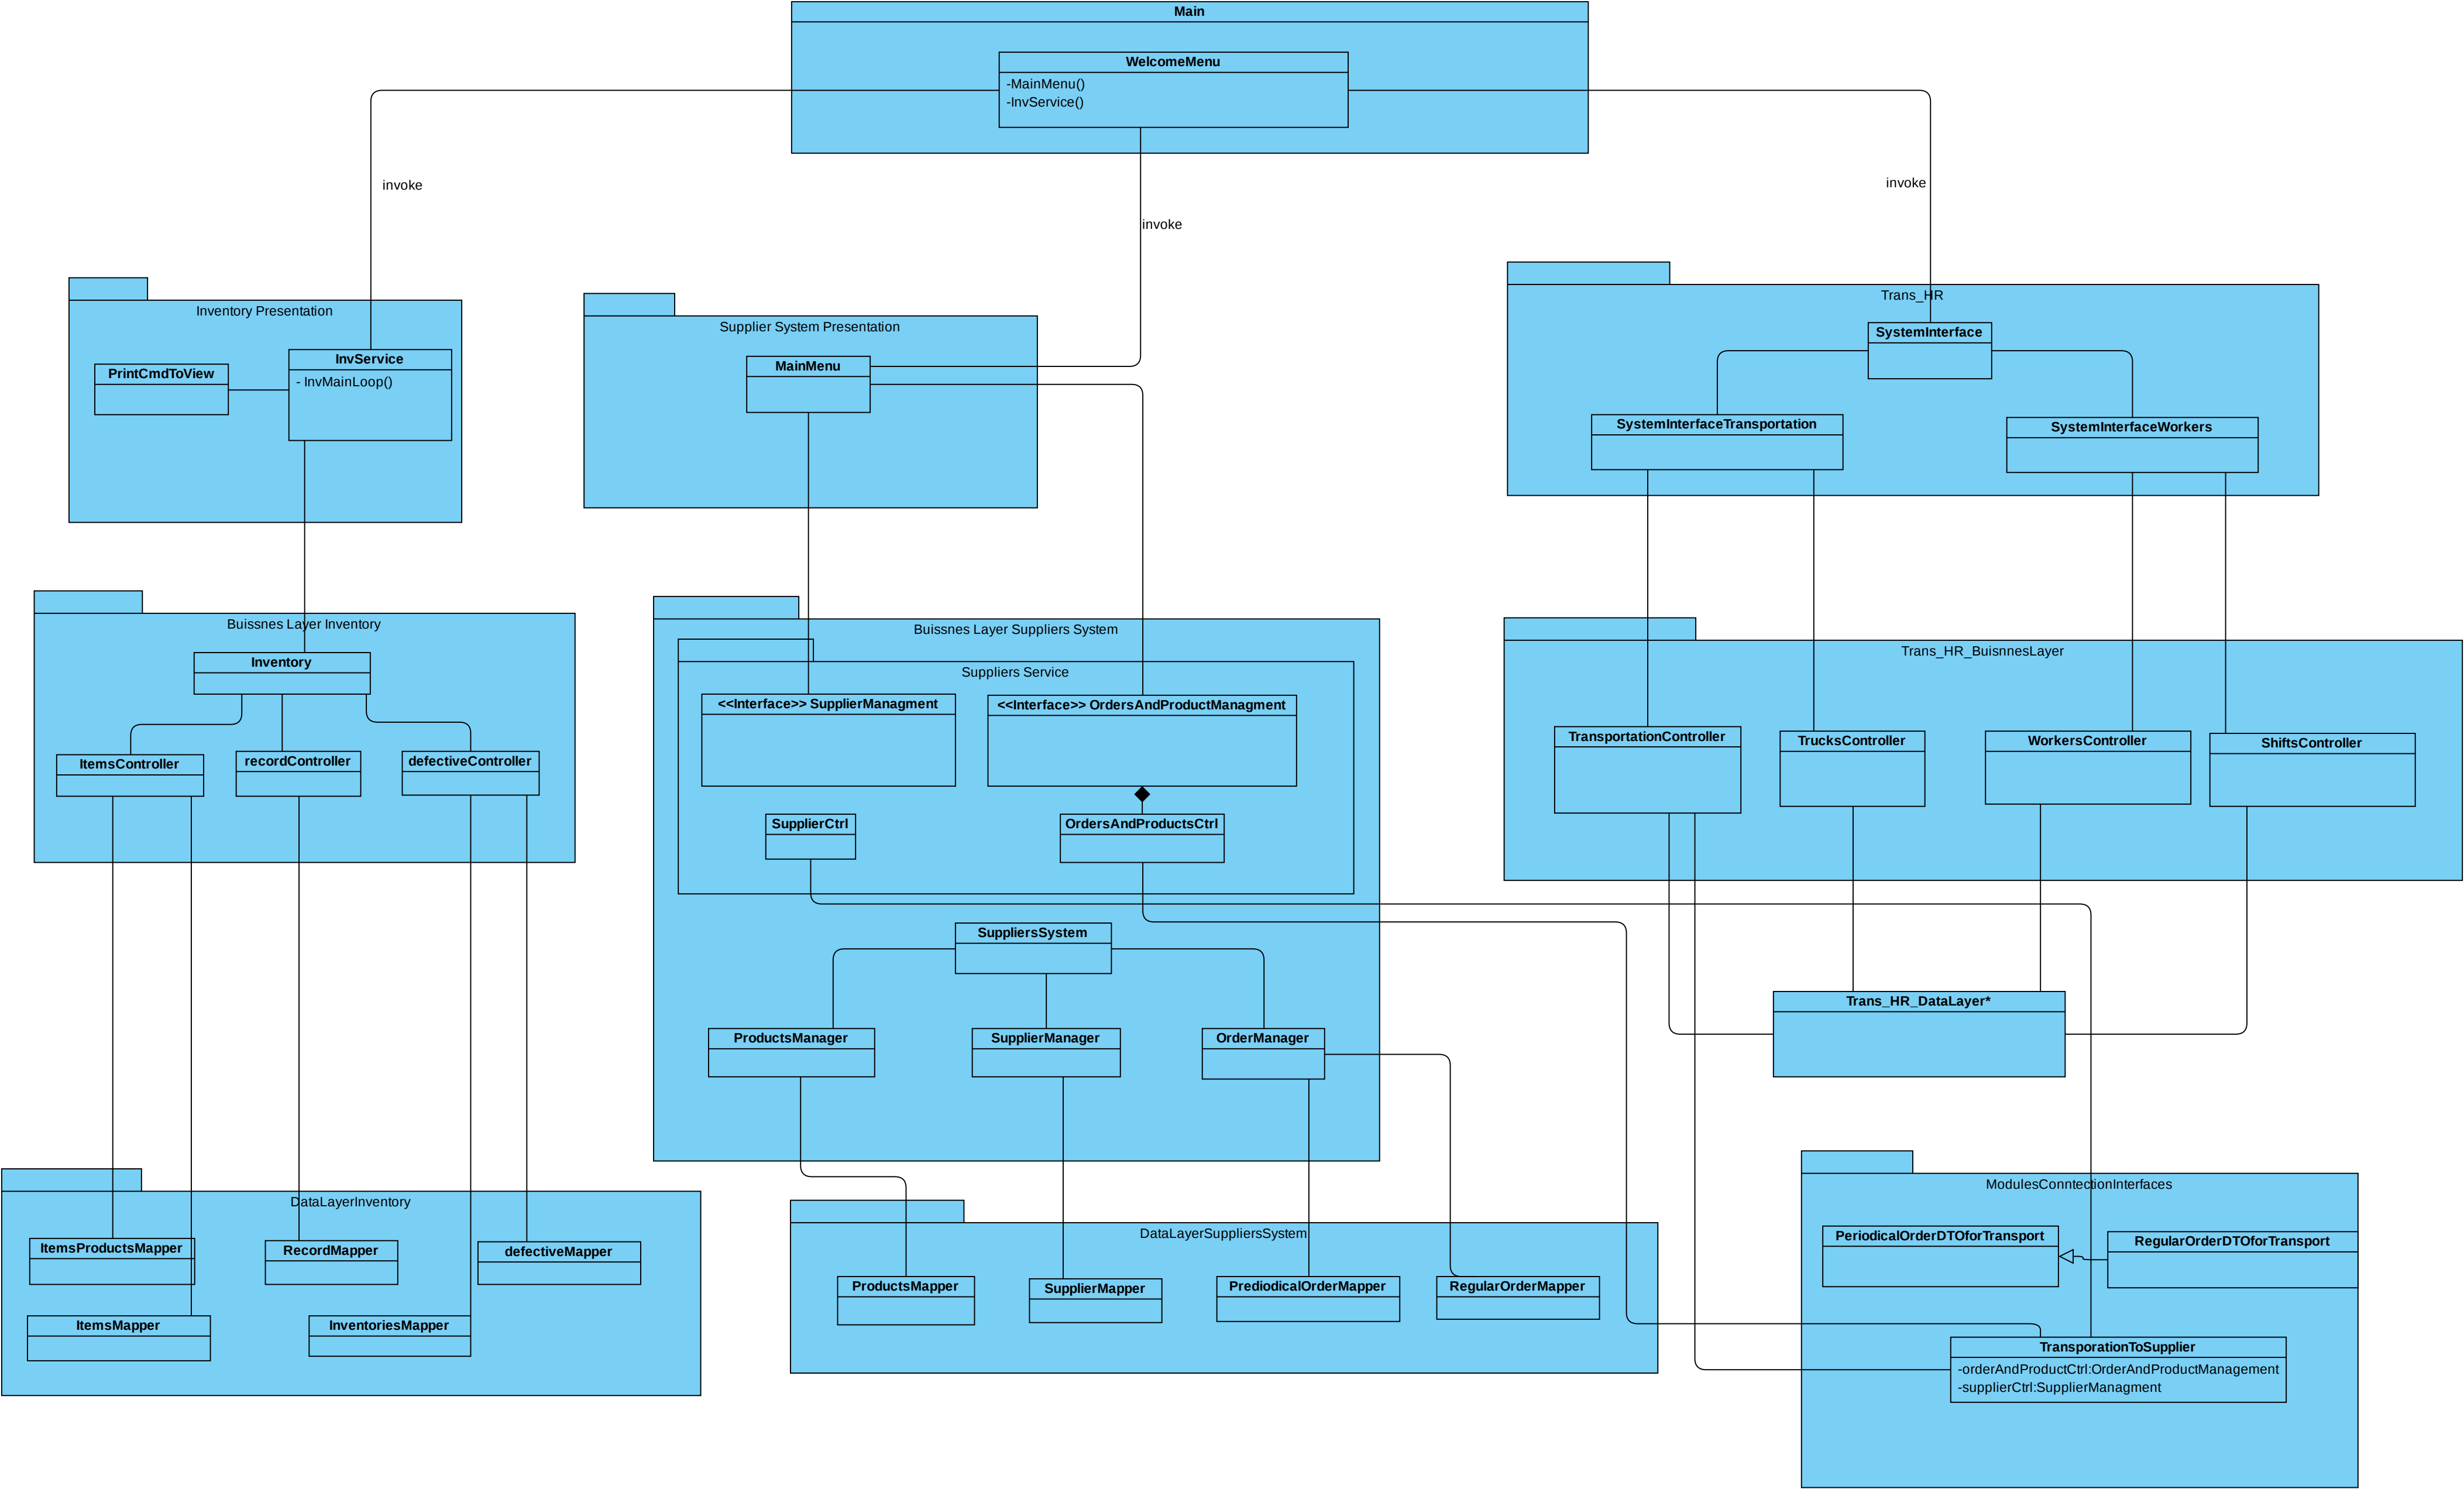 Main
WelcomeMenu
-MainMenu()
-InvService()
invoke
invoke
invoke
Inventory Presentation
PrintCmdToView
InvService
- InvMainLoop()
Supplier System Presentation
MainMenu
Trans_HR
SystemInterface
SystemInterfaceTransportation
SystemInterfaceWorkers
Buissnes Layer Inventory
Inventory
ItemsController
recordController
defectiveController
Buissnes Layer Suppliers System
Suppliers Service
<<Interface>> SupplierManagment
<<Interface>> OrdersAndProductManagment
SupplierCtrl
OrdersAndProductsCtrl
SuppliersSystem
ProductsManager
SupplierManager
OrderManager
Trans_HR_BuisnnesLayer
TransportationController
TrucksController
WorkersController
ShiftsController
Trans_HR_DataLayer*
DataLayerInventory
ItemsProductsMapper
RecordMapper
defectiveMapper
ItemsMapper
InventoriesMapper
DataLayerSuppliersSystem
ProductsMapper
SupplierMapper
PrediodicalOrderMapper
RegularOrderMapper
ModulesConntectionInterfaces
PeriodicalOrderDTOforTransport
RegularOrderDTOforTransport
TransporationToSupplier
-orderAndProductCtrl:OrderAndProductManagement
-supplierCtrl:SupplierManagment